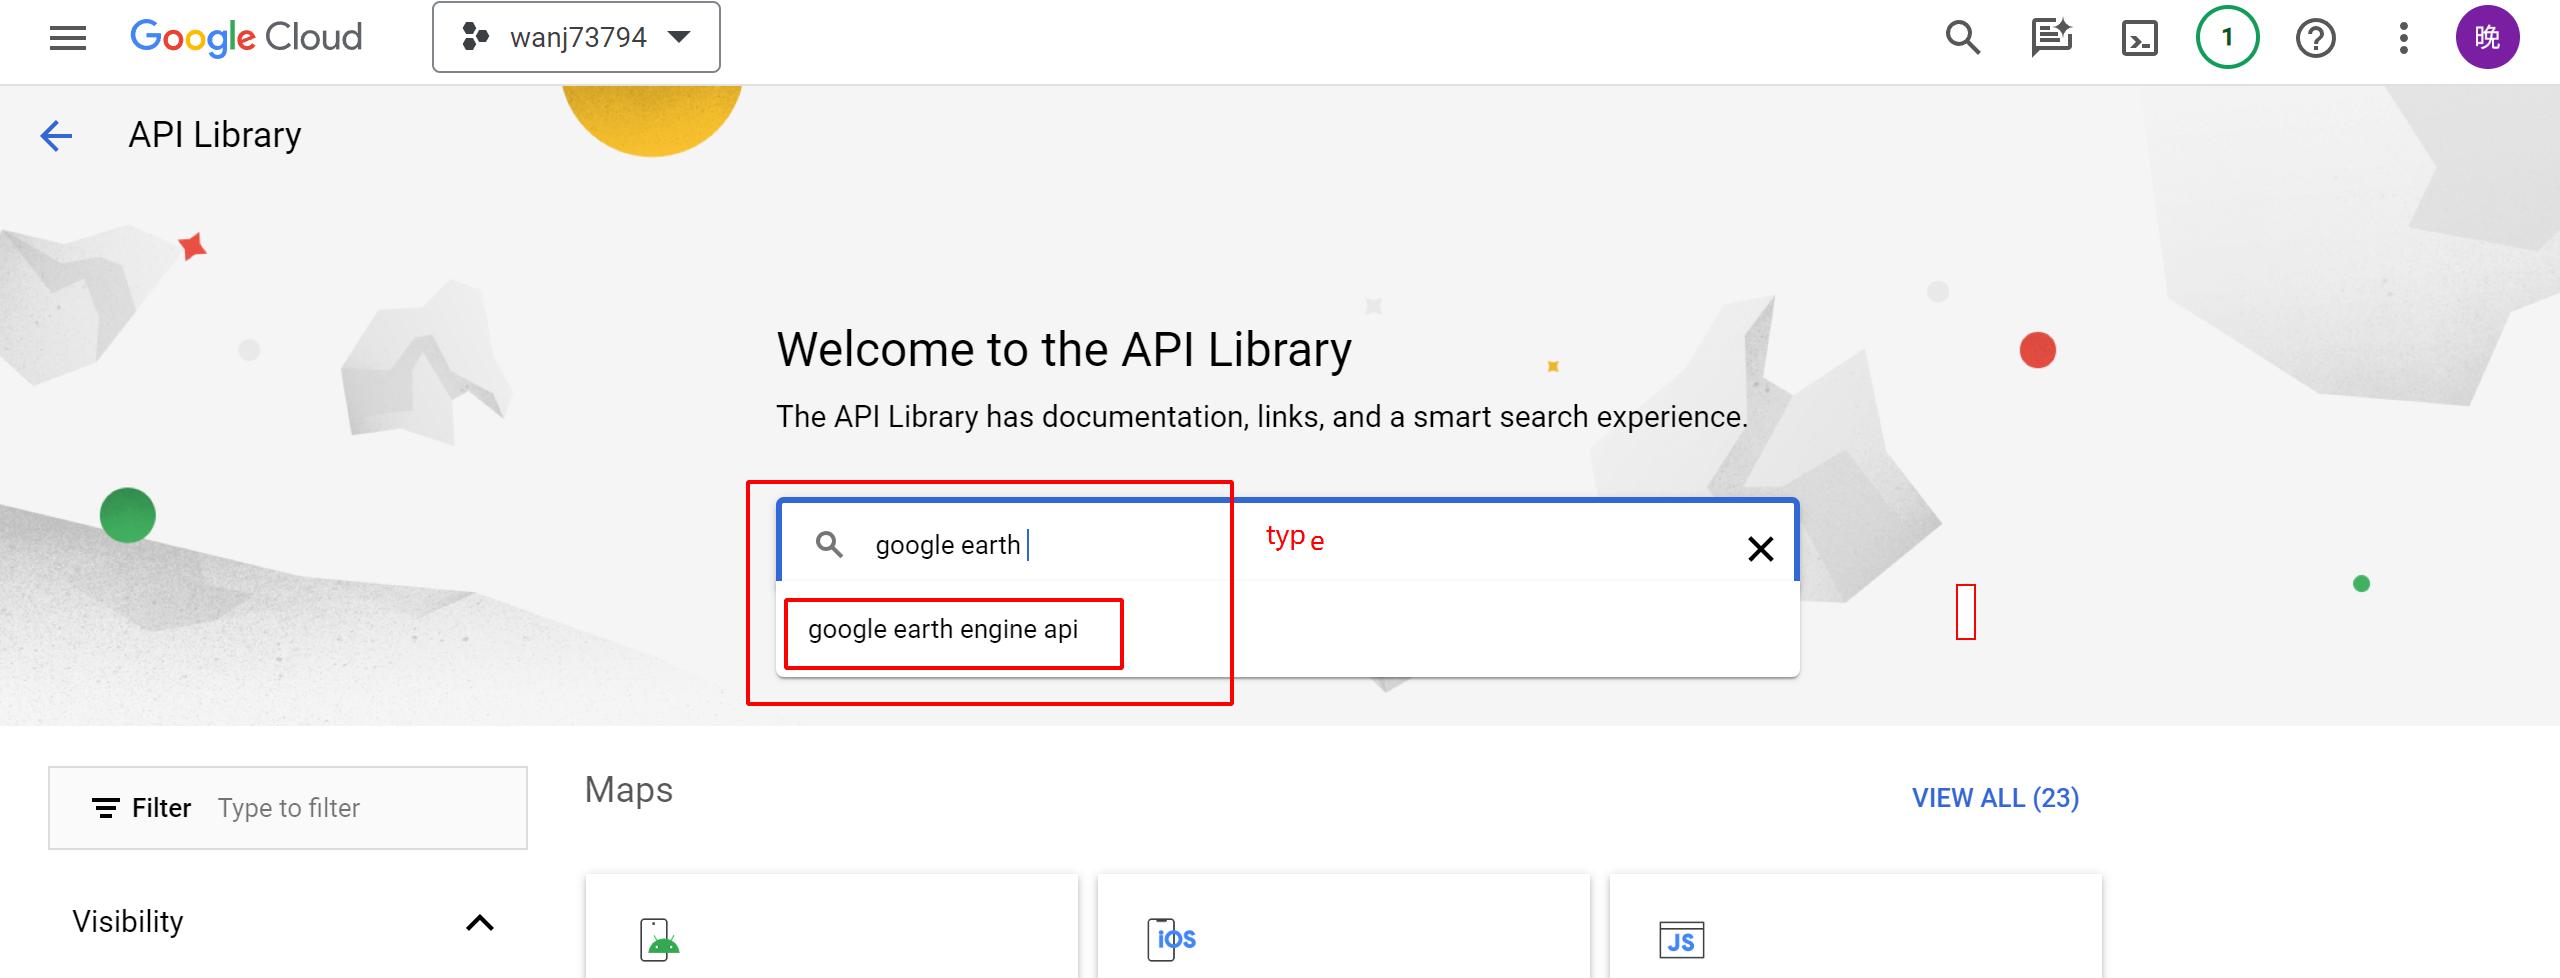 Google Cloud
wanj73794
1
晚
API Library
Welcome to the API Library
The API Library has documentation, links, and a smart search experience.
google earth
type
google earth engine api
Filter Type to filter
Maps
VIEW ALL (23)
Visibility
iOS
JS